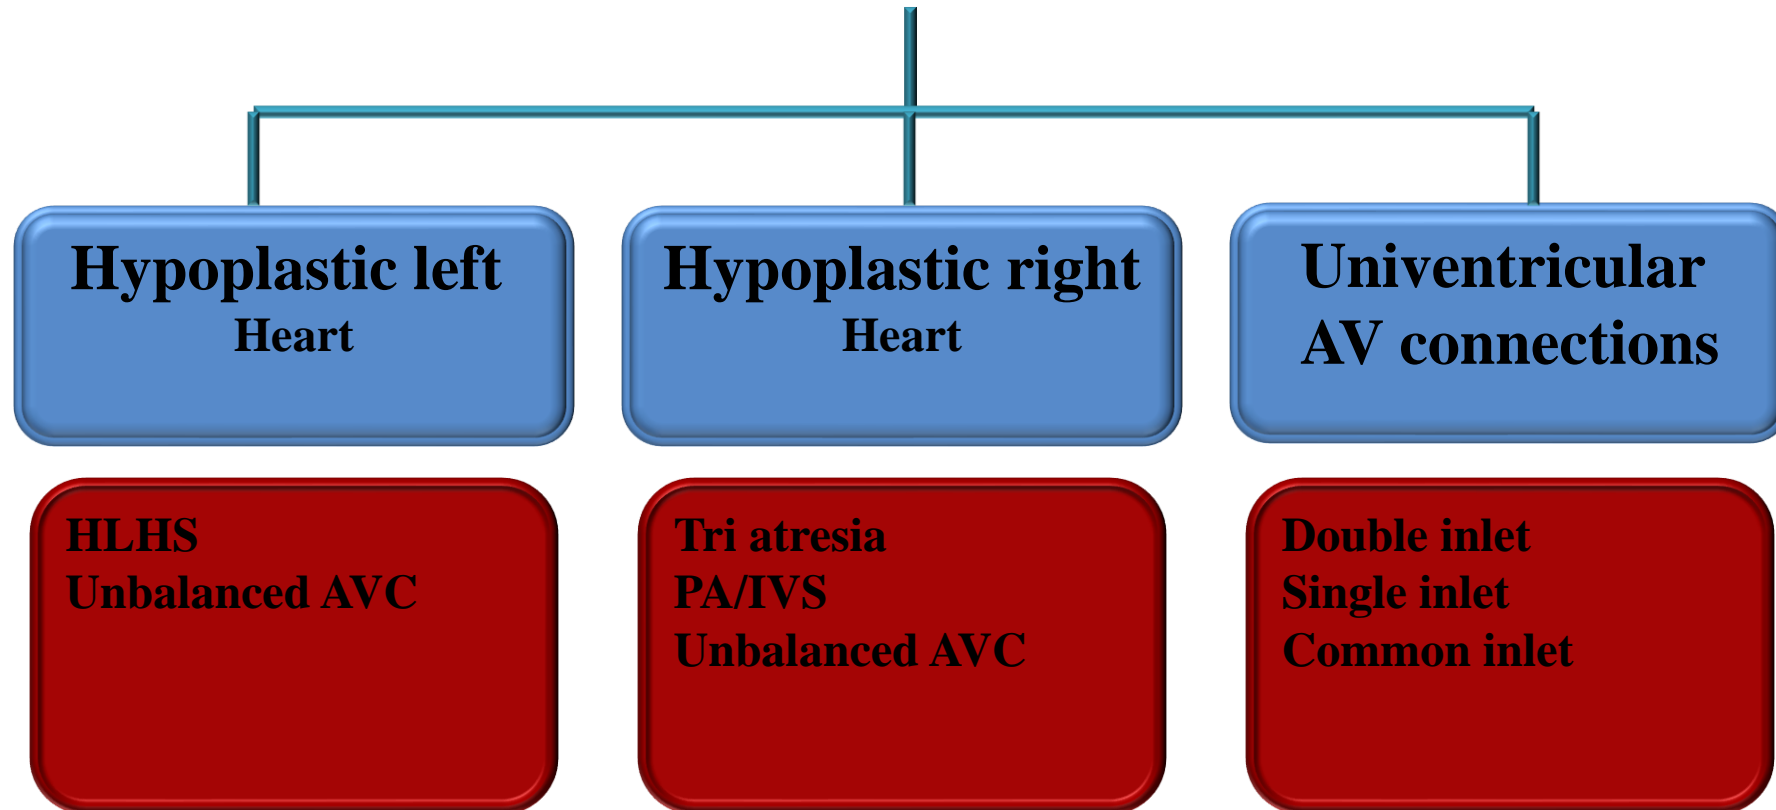 Hypoplastic left
Heart
Hypoplastic right
Heart
Univentricular
AV connections
HLHS
Unbalanced AVC
Tri atresia
PA/IVS
Unbalanced AVC
Double inlet
Single inlet
Common inlet